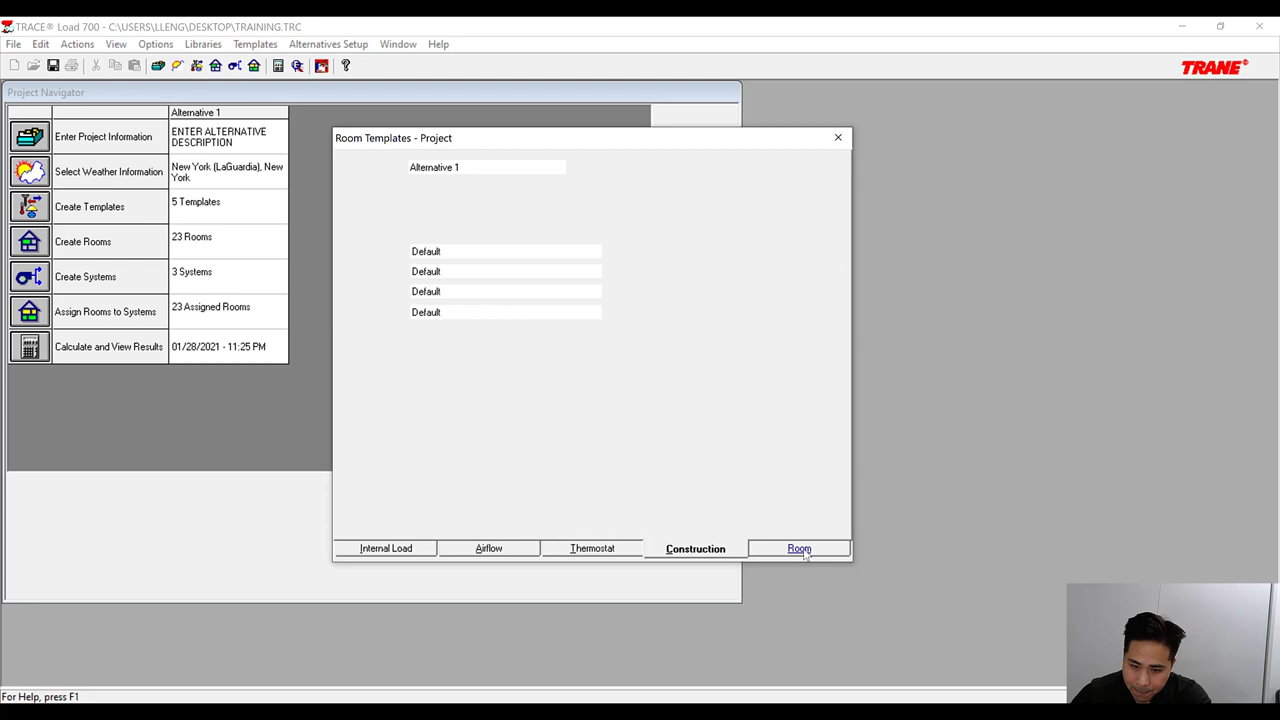 TRACE® Load 700 - C:\USERS\LLENG\DESKTOP\TRAINING.TRC
File Edit Actions View Options Libraries Templates Alternatives Setup Window Help
TRANE®
Project Navigator
Alternative 1
Enter Project Information
ENTER ALTERNATIVE
DESCRIPTION
Select Weather Information
New York (LaGuardia), New
York
Create Templates
5 Templates
Create Rooms
23 Rooms
Create Systems
3 Systems
Assign Rooms to Systems
23 Assigned Rooms
Calculate and View Results
01/28/2021 - 11:25 PM
Room Templates - Project
Alternative 1
Default
Default
Default
Default
Internal Load Airflow Thermostat Construction Room
For Help, press F1